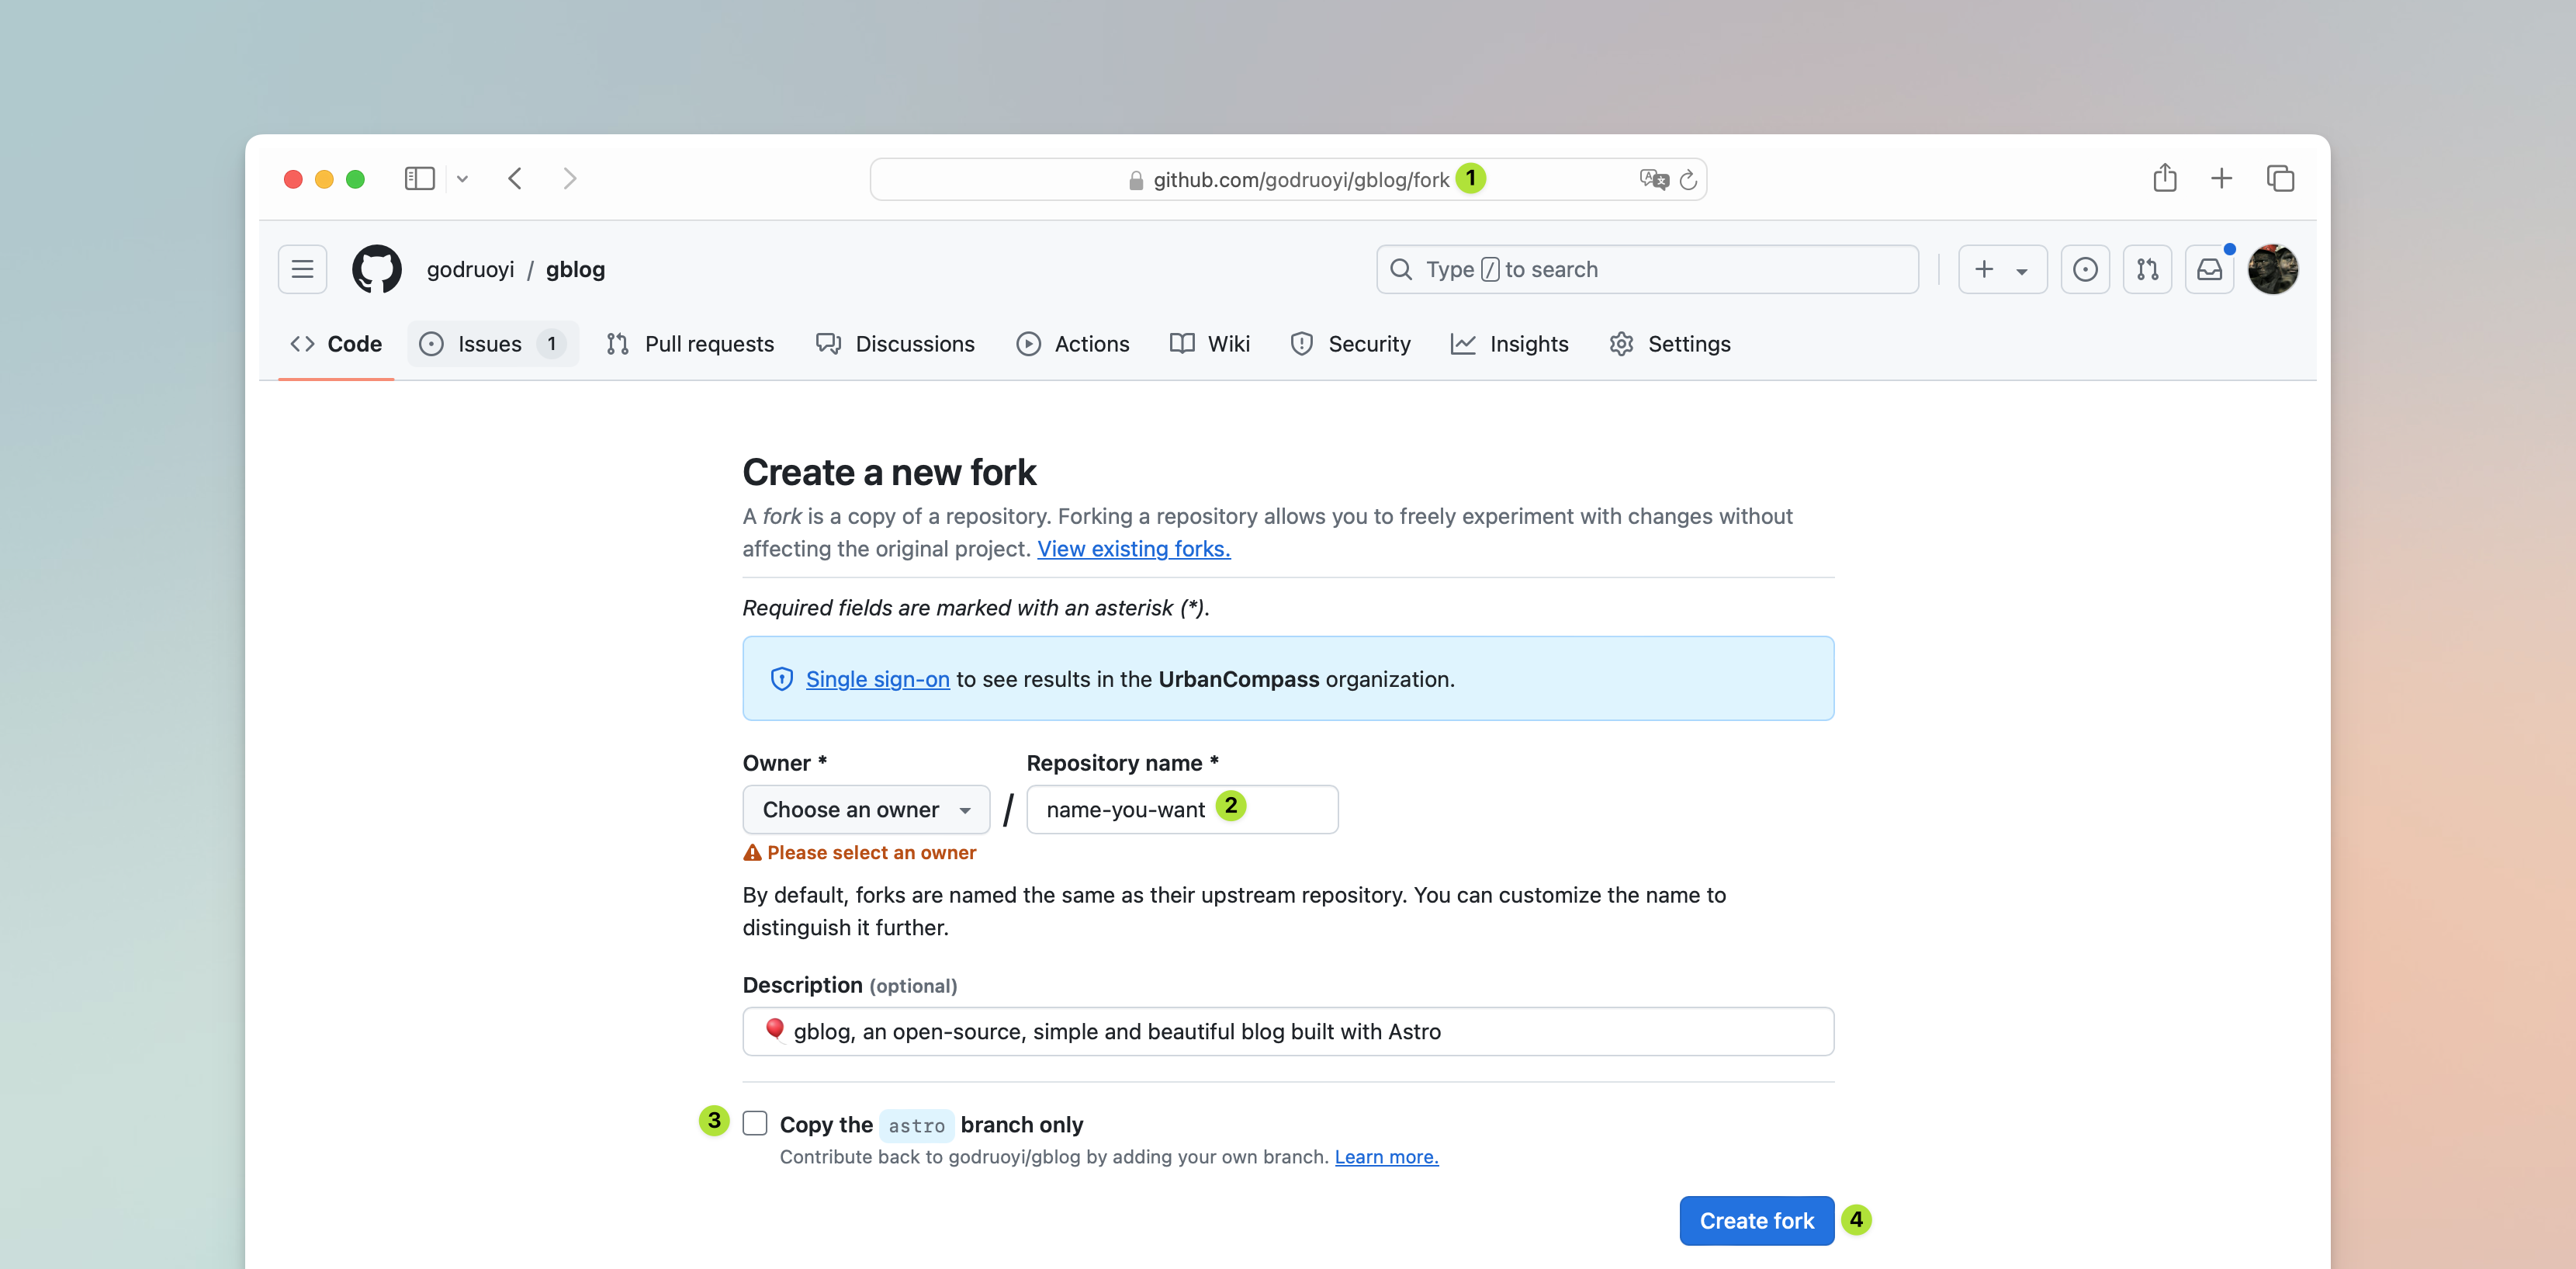 github.com/godruoyi/gblog/fork 1
godruoyi / gblog
Type / to search
Code Issues 1 Pull requests Discussions Actions Wiki Security Insights Settings
Create a new fork
A fork is a copy of a repository. Forking a repository allows you to freely experiment with changes without
affecting the original project. View existing forks.
Required fields are marked with an asterisk (*).
Single sign-on to see results in the UrbanCompass organization.
Owner * Repository name *
Choose an owner / name-you-want 2
Please select an owner
By default, forks are named the same as their upstream repository. You can customize the name to
distinguish it further.
Description (optional)
gblog, an open-source, simple and beautiful blog built with Astro
3 Copy the astro branch only
Contribute back to godruoyi/gblog by adding your own branch. Learn more.
Create fork 4